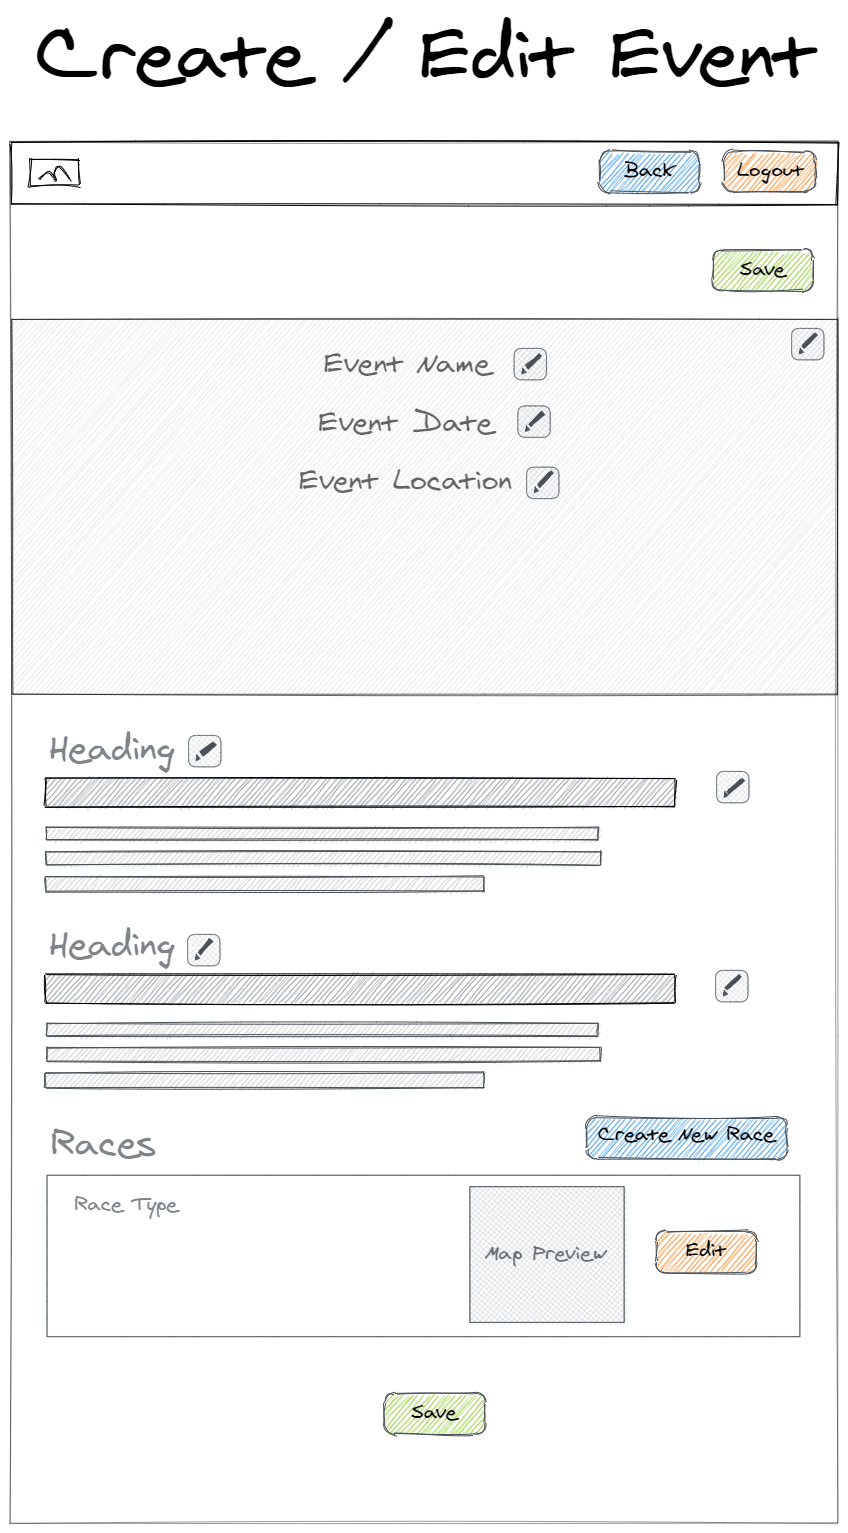 Create / Edit Event
Back Logout
Save
Event Name
Event Date
Event Location
Heading
Heading
Races
Create New Race
Race Type
Map Preview
Edit
Save